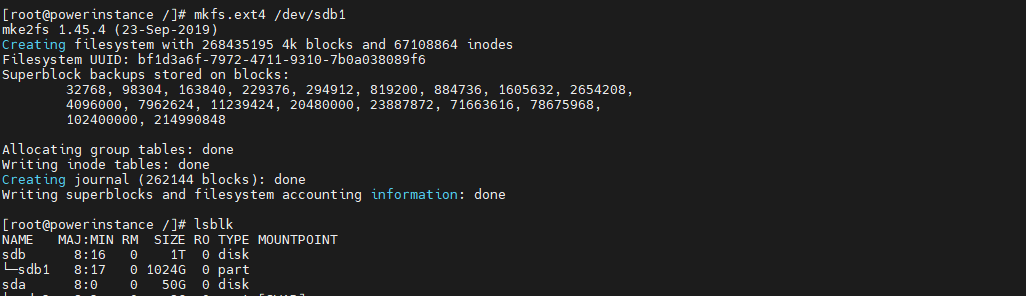 [root@powerinstance /]# mkfs.ext4 /dev/sdb1
mke2fs 1.45.4 (23-Sep-2019)
Creating filesystem with 268435195 4k blocks and 67108864 inodes
Filesystem UUID: bf1d3a6f-7972-4711-9310-7b0a038089f6
Superblock backups stored on blocks:
        32768, 98304, 163840, 229376, 294912, 819200, 884736, 1605632, 2654208,
        4096000, 7962624, 11239424, 20480000, 23887872, 71663616, 78675968,
        102400000, 214990848

Allocating group tables: done
Writing inode tables: done
Creating journal (262144 blocks): done
Writing superblocks and filesystem accounting information: done

[root@powerinstance /]# lsblk
NAME   MAJ:MIN RM  SIZE RO TYPE MOUNTPOINT
sdb      8:16   0    1T  0 disk
└─sdb1   8:17   0 1024G  0 part
sda      8:0    0   50G  0 disk